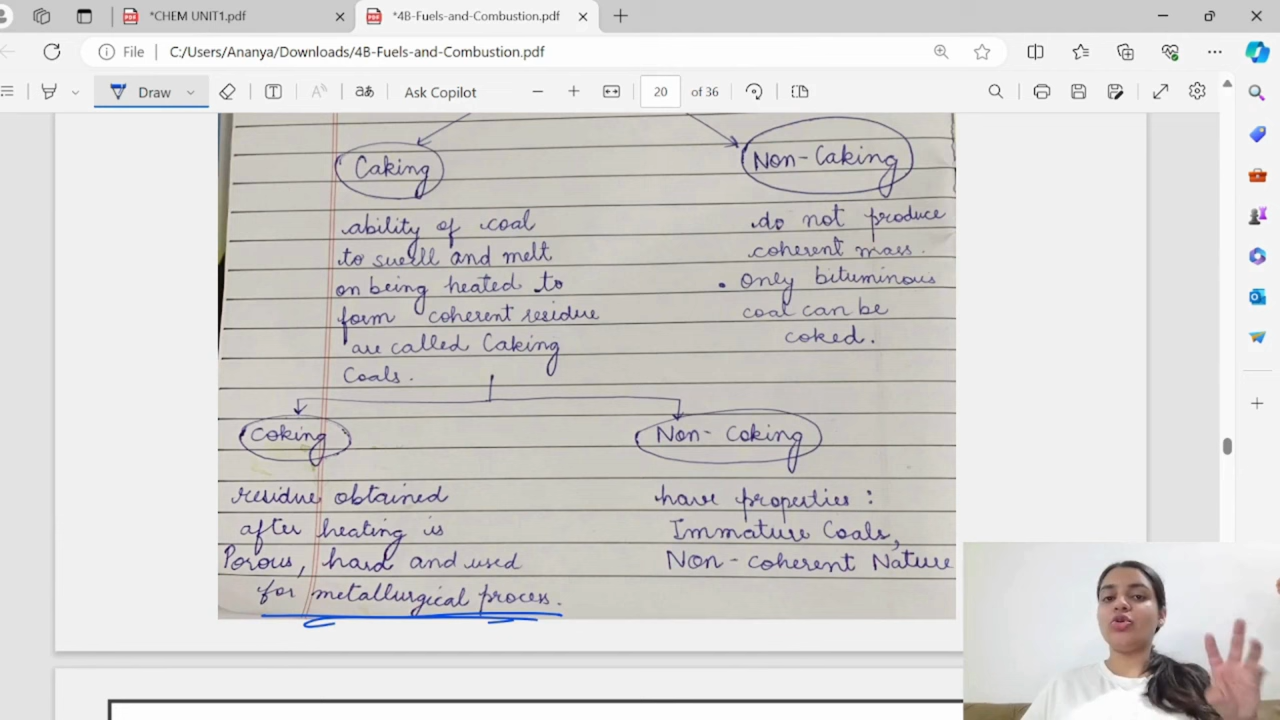 *CHEM UNIT1.pdf
*4B-Fuels-and-Combustion.pdf
File
C:/Users/Ananya/Downloads/4B-Fuels-and-Combustion.pdf
Draw
aあ
Ask Copilot
20 of 36
Caking
ability of coal
to swell and melt
on being heated to
form coherent residue
are called Caking
Coals.
Non-Caking
do not produce
coherent mass.
• only bituminous
coal can be
coked.
Coking
residue obtained
after heating is
Porous, hard and used
for metallurgical process.
Non-Coking
have properties:
Immature Coals,
Non-coherent Nature